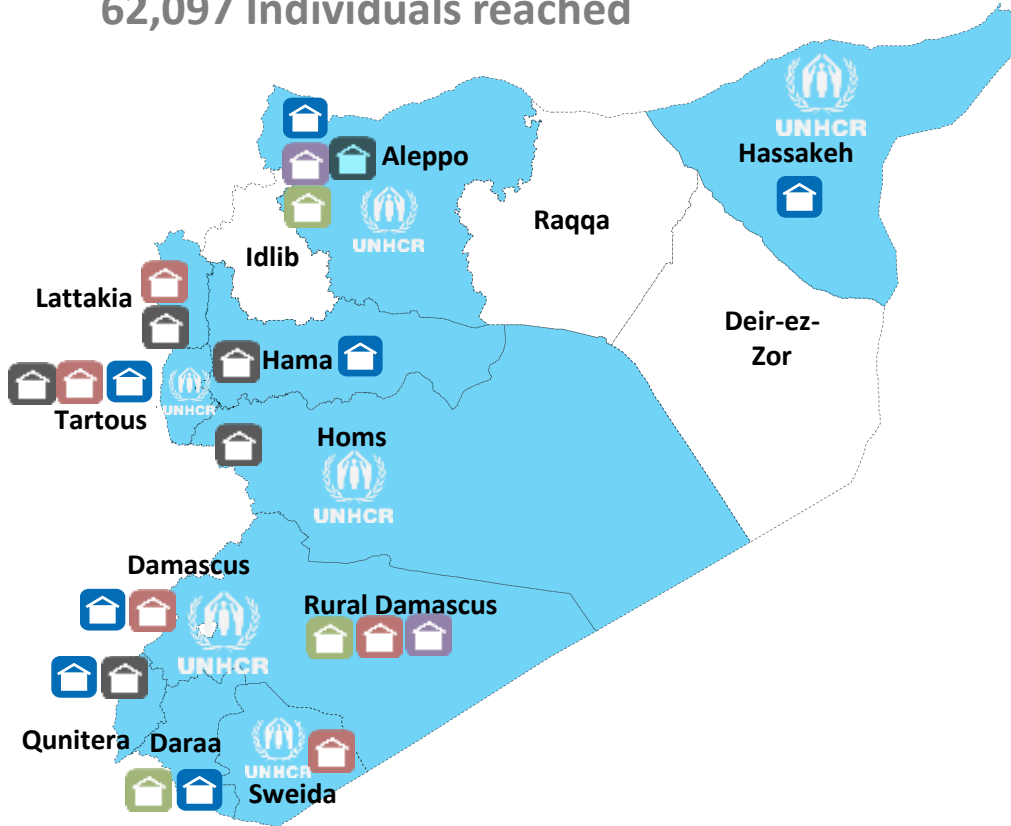 62,097 Individuals reached
UNHCR
Hassakeh
Aleppo
UNHCR
Raqqa
Idlib
Lattakia
Deir-ez-
Zor
Hama
UNHCR
Tartous
Homs
UNHCR
Damascus
Rural Damascus
UNHCR
Qunitera
Daraa
UNHCR
Sweida